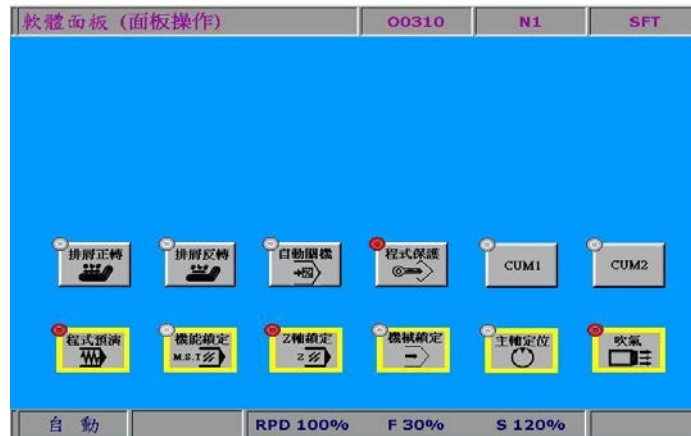 軟體面板 (面板操作) O0310 N1 SFT
排屑正轉 排屑反轉 自動關機 程式保護 CUM1 CUM2
程式預演 機能鎖定 Z軸鎖定 機械鎖定 主軸定位 吹氣
M.S.T Z
自 動 RPD 100% F 30% S 120%